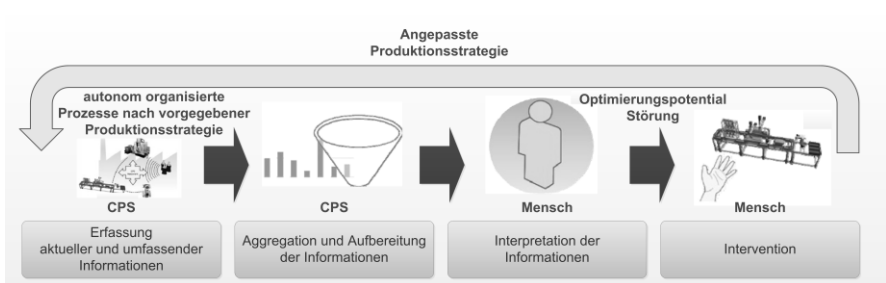 Angepasste
Produktionsstrategie
autonom organisierte
Prozesse nach vorgegebener
Produktionsstrategie
Optimierungspotential
Störung
CPS
CPS
Mensch
Mensch
Erfassung
aktueller und umfassender
Informationen
Aggregation und Aufbereitung
der Informationen
Interpretation der
Informationen
Intervention